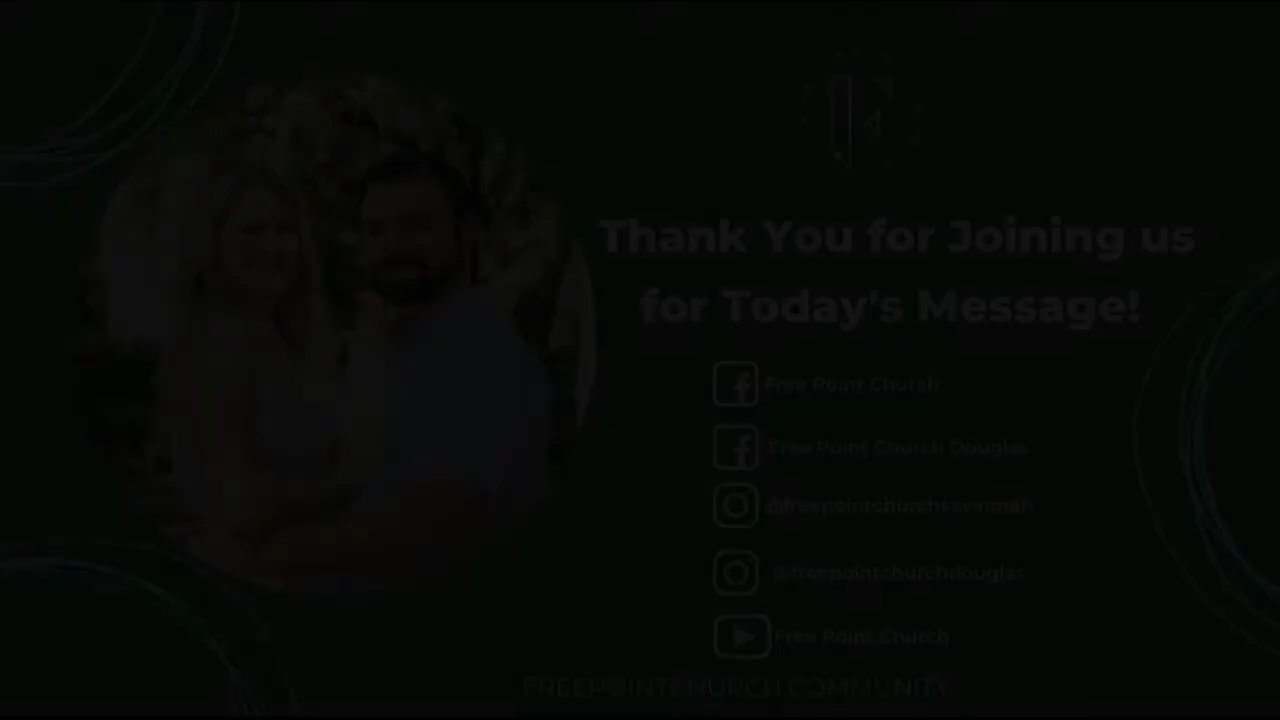 Thank You for Joining us
for Today's Message!
Free Point Church
Free Point Church Douglas
@freepointchurchsavannah
@freepointchurchdouglas
Free Point Church
FREEPOINTCHURCH.COMMUNITY